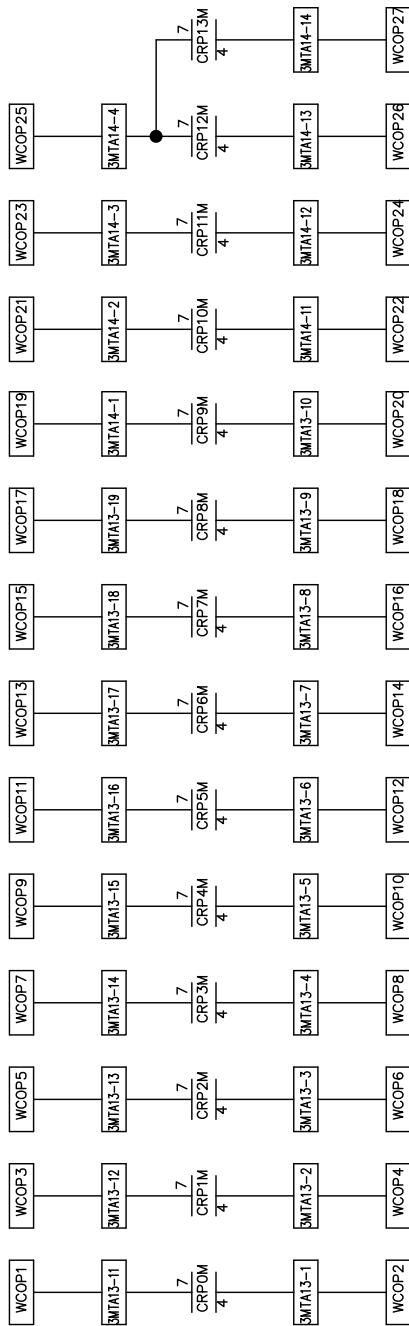 WCOP25
3MTA14-4
7
CRP13M
4
3MTA14-14
WCOP27
7
CRP12M
4
3MTA14-13
WCOP26
WCOP23
3MTA14-3
7
CRP11M
4
3MTA14-12
WCOP24
WCOP21
3MTA14-2
7
CRP10M
4
3MTA14-11
WCOP22
WCOP19
3MTA14-1
7
CRP9M
4
3MTA13-10
WCOP20
WCOP17
3MTA13-19
7
CRP8M
4
3MTA13-9
WCOP18
WCOP15
3MTA13-18
7
CRP7M
4
3MTA13-8
WCOP16
WCOP13
3MTA13-17
7
CRP6M
4
3MTA13-7
WCOP14
WCOP11
3MTA13-16
7
CRP5M
4
3MTA13-6
WCOP12
WCOP9
3MTA13-15
7
CRP4M
4
3MTA13-5
WCOP10
WCOP7
3MTA13-14
7
CRP3M
4
3MTA13-4
WCOP8
WCOP5
3MTA13-13
7
CRP2M
4
3MTA13-3
WCOP6
WCOP3
3MTA13-12
7
CRP1M
4
3MTA13-2
WCOP4
WCOP1
3MTA13-11
7
CRP0M
4
3MTA13-1
WCOP2